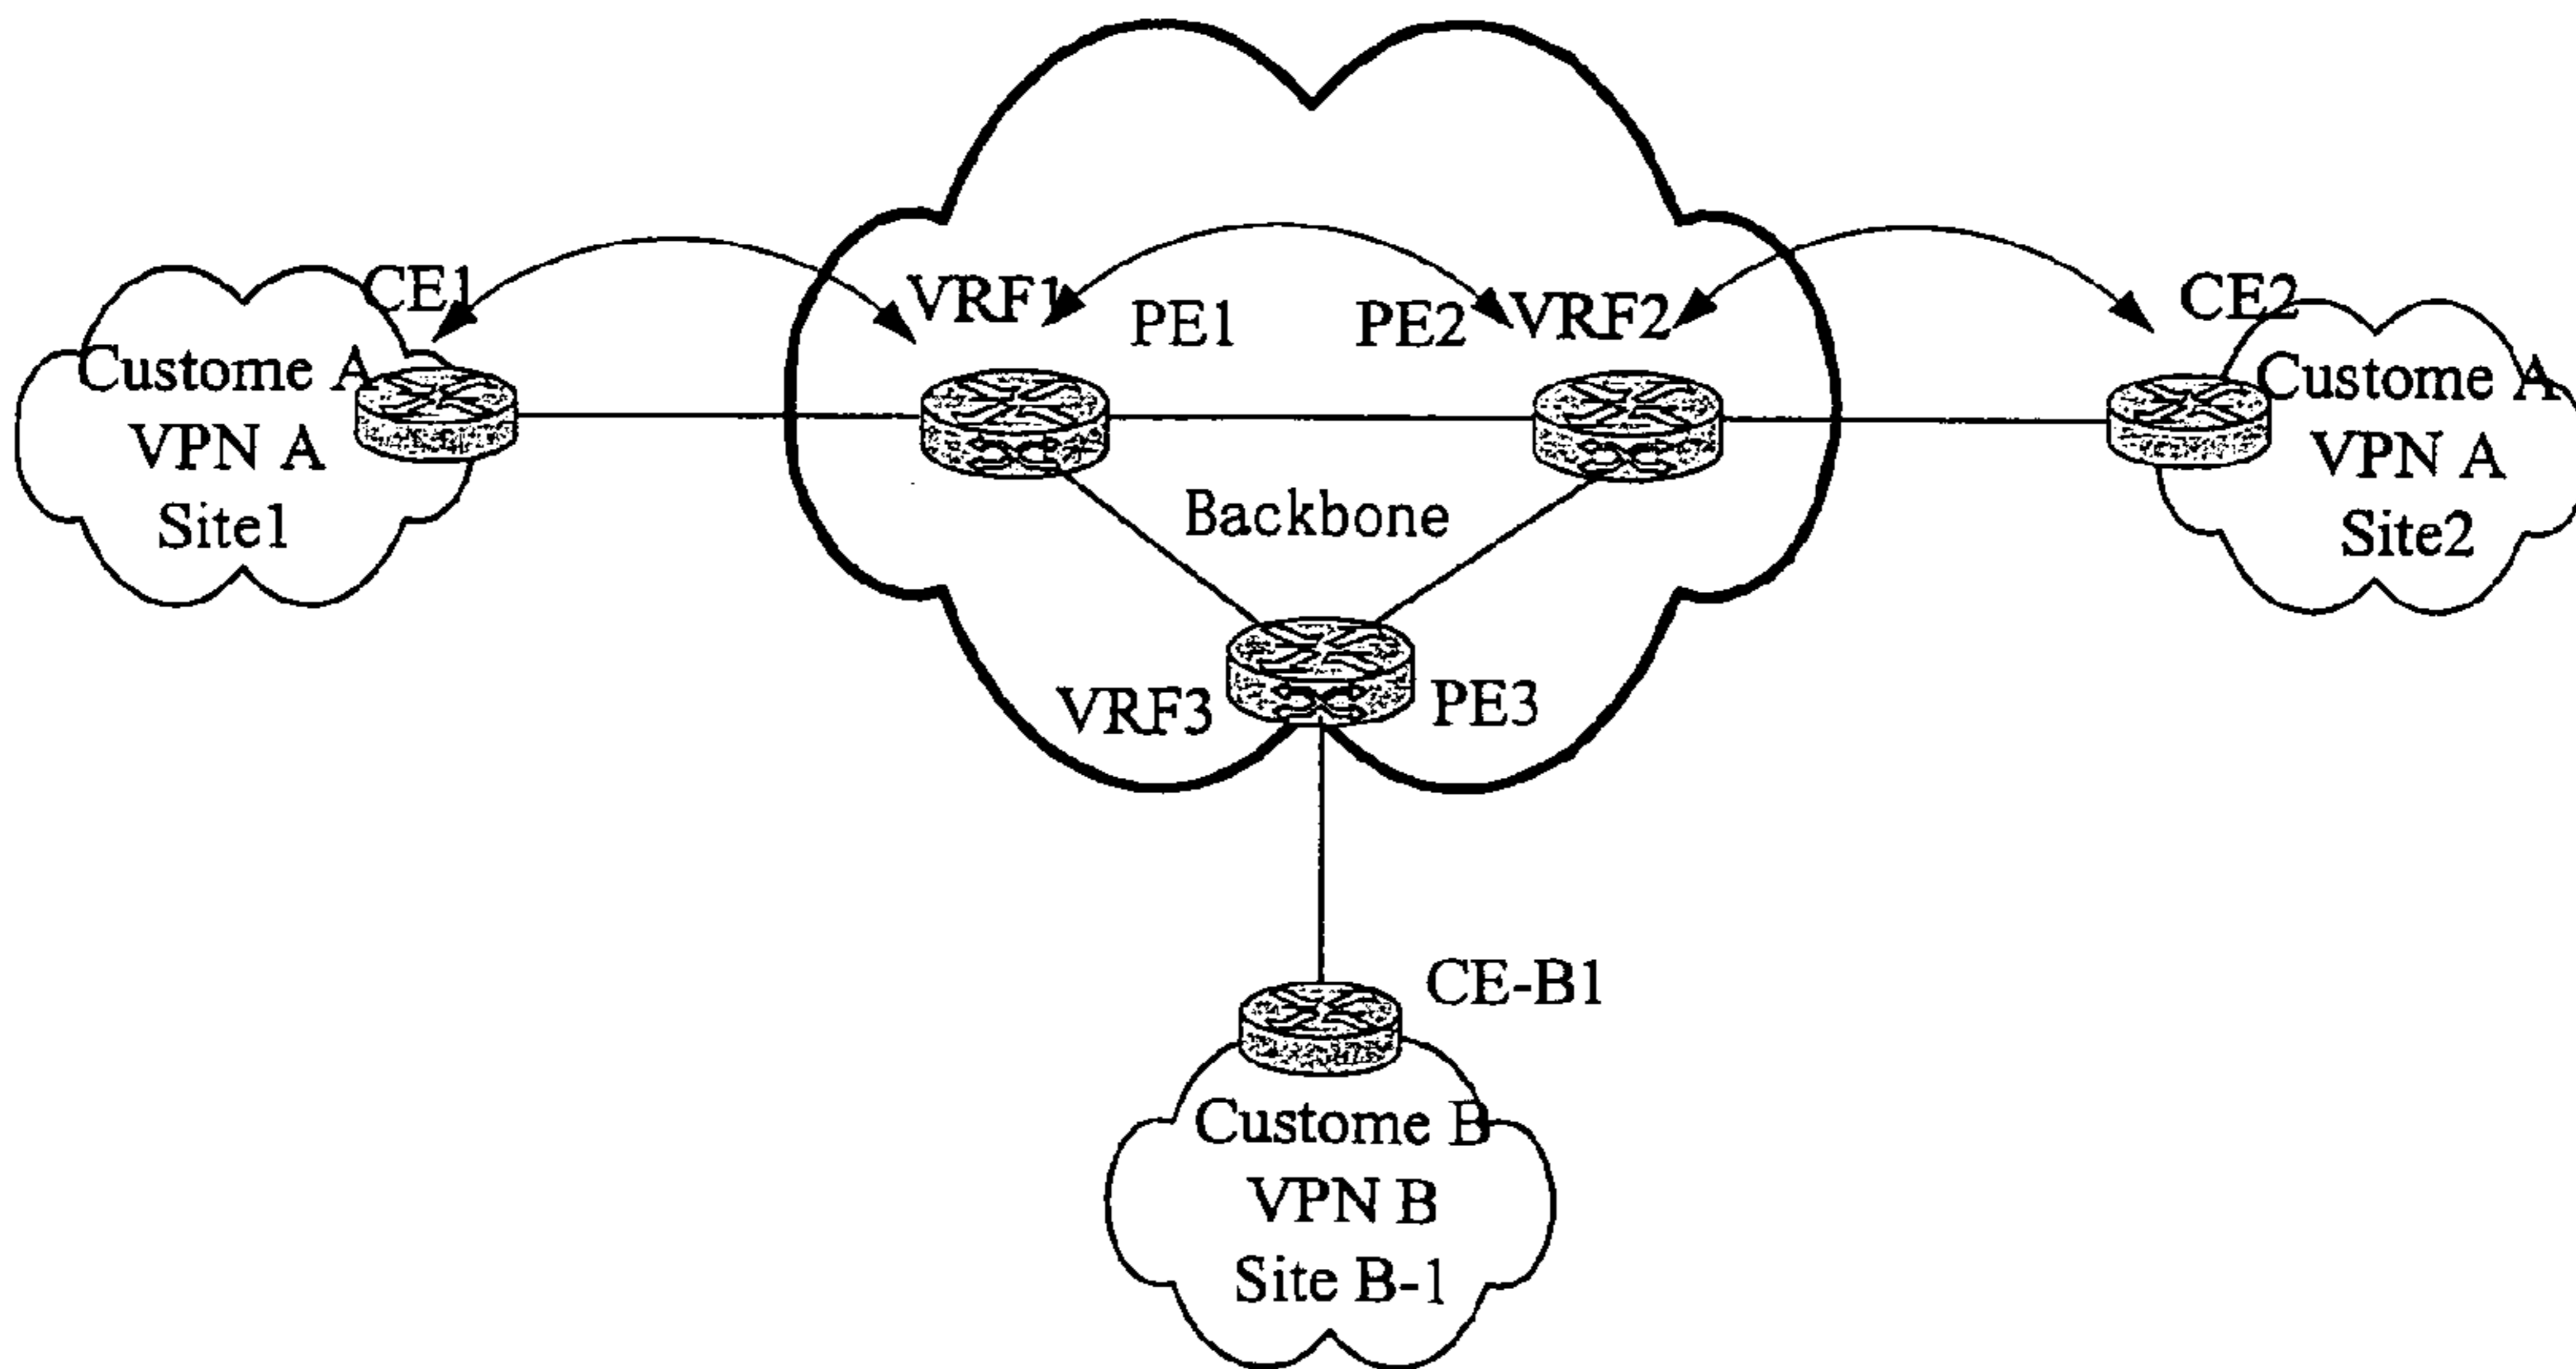 CE1
VRF1
PE1
PE2
VRF2
CE2
Custome A
VPN A
Site1
Custome A
VPN A
Site2
Backbone
VRF3
PE3
CE-B1
Custome B
VPN B
Site B-1